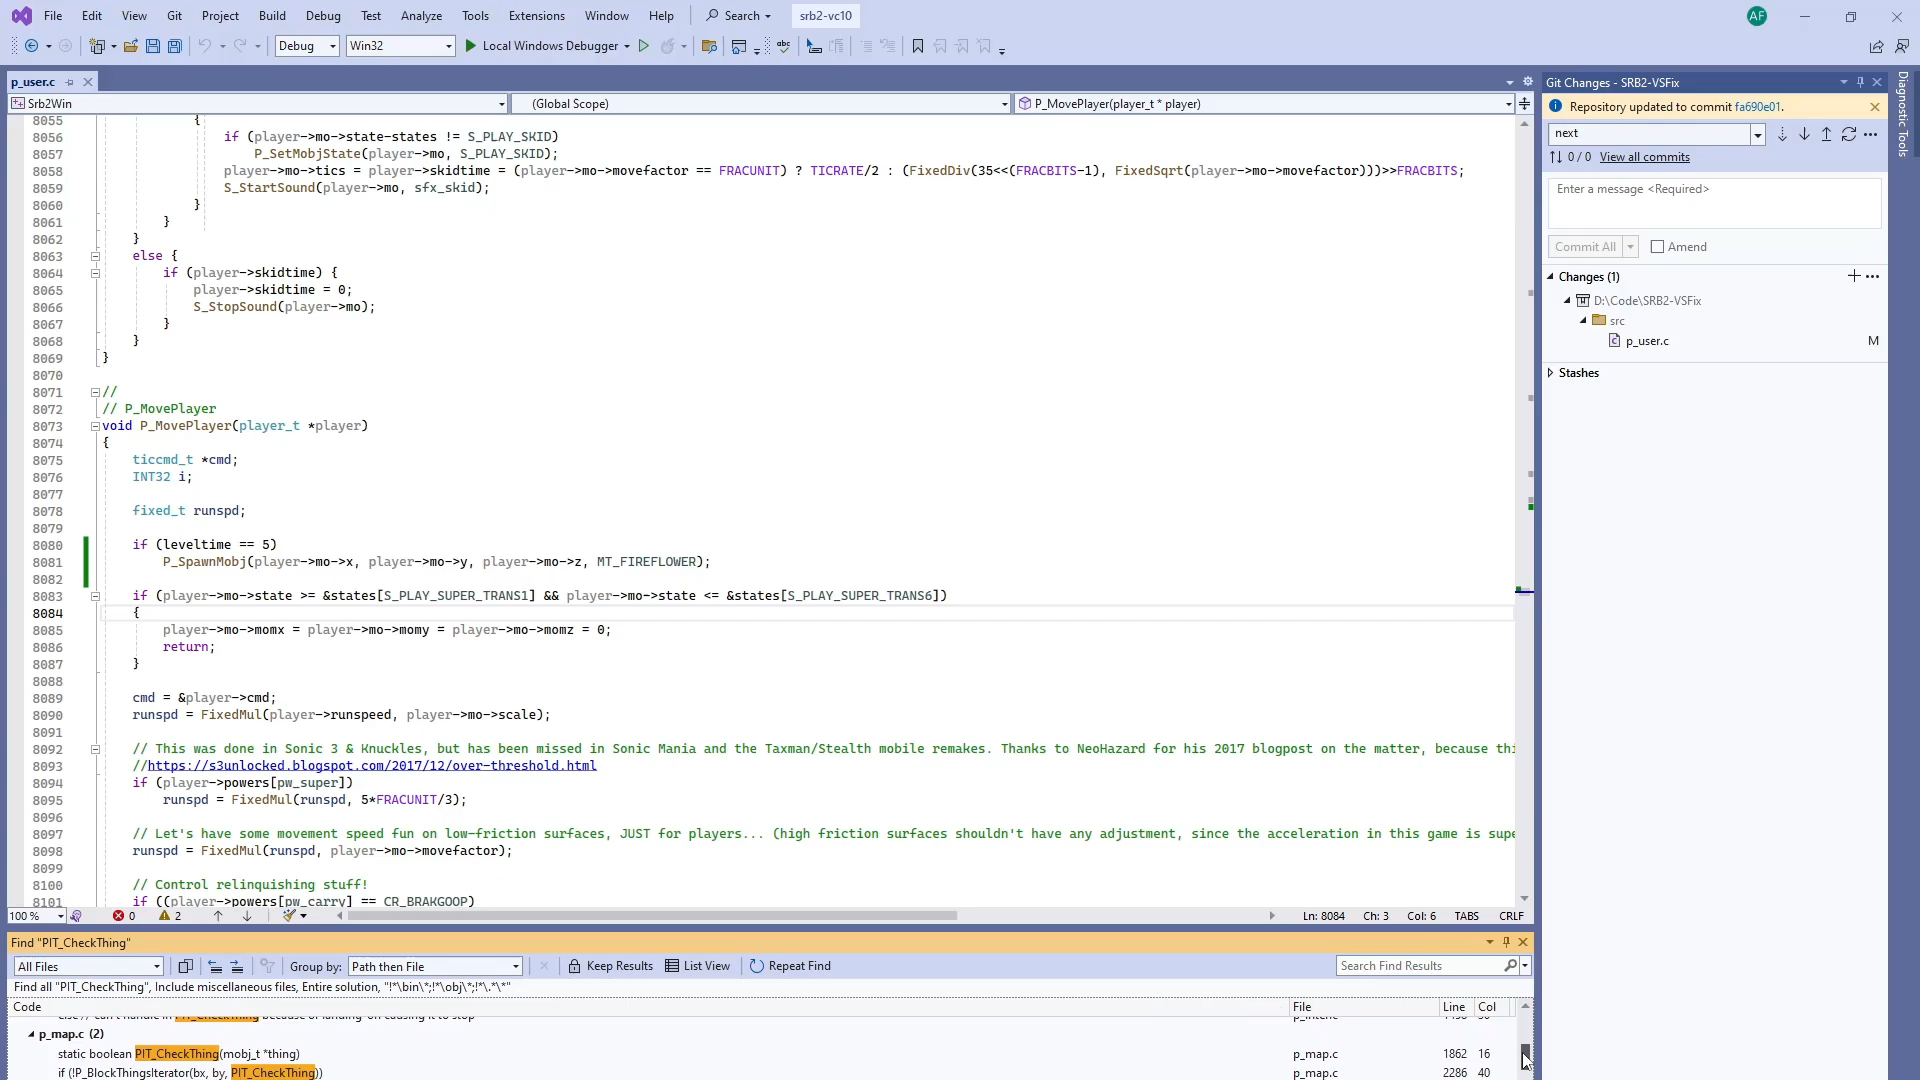 File Edit View Git Project Build Debug Test Analyze Tools Extensions Window Help Search srb2-vc10 AF
Debug Win32 Local Windows Debugger abc
p_user.c
Srb2Win (Global Scope) P_MovePlayer(player_t * player)
8055 {
8056 if (player->mo->state-states != S_PLAY_SKID)
8057 P_SetMobjState(player->mo, S_PLAY_SKID);
8058 player->mo->tics = player->skidtime = (player->mo->movefactor == FRACUNIT) ? TICRATE/2 : (FixedDiv(35<<(FRACBITS-1), FixedSqrt(player->mo->movefactor)))>>FRACBITS;
8059 S_StartSound(player->mo, sfx_skid);
8060 }
8061 }
8062 }
8063 else {
8064 if (player->skidtime) {
8065 player->skidtime = 0;
8066 S_StopSound(player->mo);
8067 }
8068 }
8069 }
8070
8071 //
8072 // P_MovePlayer
8073 void P_MovePlayer(player_t *player)
8074 {
8075 ticcmd_t *cmd;
8076 INT32 i;
8077
8078 fixed_t runspd;
8079
8080 if (leveltime == 5)
8081 P_SpawnMobj(player->mo->x, player->mo->y, player->mo->z, MT_FIREFLOWER);
8082
8083 if (player->mo->state >= &states[S_PLAY_SUPER_TRANS1] && player->mo->state <= &states[S_PLAY_SUPER_TRANS6])
8084 {
8085 player->mo->momx = player->mo->momy = player->mo->momz = 0;
8086 return;
8087 }
8088
8089 cmd = &player->cmd;
8090 runspd = FixedMul(player->runspeed, player->mo->scale);
8091
8092 // This was done in Sonic 3 & Knuckles, but has been missed in Sonic Mania and the Taxman/Stealth mobile remakes. Thanks to NeoHazard for his 2017 blogpost on the matter, because thi
8093 //https://s3unlocked.blogspot.com/2017/12/over-threshold.html
8094 if (player->powers[pw_super])
8095 runspd = FixedMul(runspd, 5*FRACUNIT/3);
8096
8097 // Let's have some movement speed fun on low-friction surfaces, JUST for players... (high friction surfaces shouldn't have any adjustment, since the acceleration in this game is supe
8098 runspd = FixedMul(runspd, player->mo->movefactor);
8099
8100 // Control relinquishing stuff!
8101 if ((player->powers[pw_carry] == CR_BRAKGOOP)
100 % 0 2 Ln: 8084 Ch: 3 Col: 6 TABS CRLF
Find "PIT_CheckThing"
All Files Group by: Path then File Keep Results List View Repeat Find Search Find Results
Find all "PIT_CheckThing", Include miscellaneous files, Entire solution, "!*\bin\*;!*\obj\*;!*\.*\*"
Code File Line Col
p_map.c (2)
static boolean PIT_CheckThing(mobj_t *thing) p_map.c 1862 16
if (!P_BlockThingsIterator(bx, by, PIT_CheckThing)) p_map.c 2286 40
Git Changes - SRB2-VSFix
Repository updated to commit fa690e01.
next
0 / 0 View all commits
Enter a message <Required>
Commit All Amend
Changes (1)
D:\Code\SRB2-VSFix
src
p_user.c M
Stashes
Diagnostic Tools